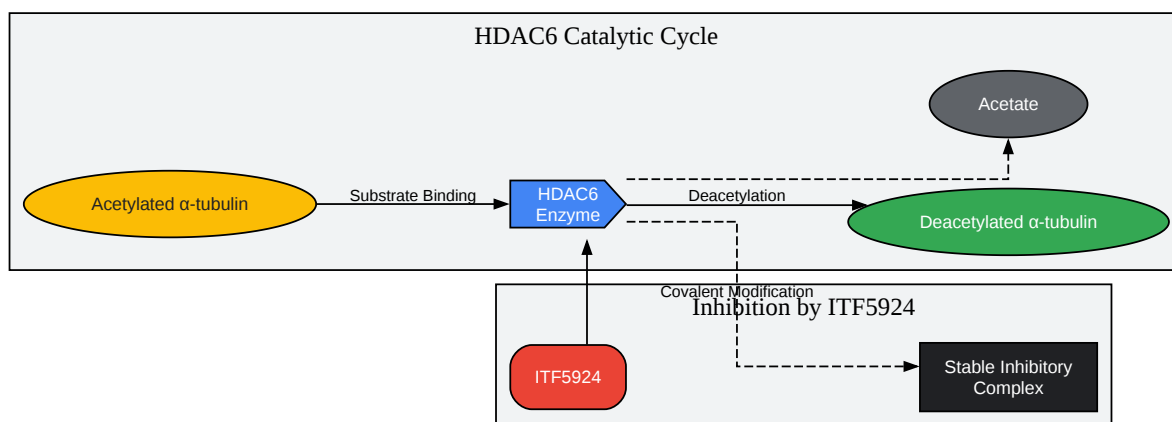 HDAC6 Catalytic Cycle
Acetate
Acetylated α-tubulin
Substrate Binding
HDAC6
Enzyme
Deacetylation
Deacetylated α-tubulin
Covalent Modification
Inhibition by ITF5924
ITF5924
Stable Inhibitory
Complex